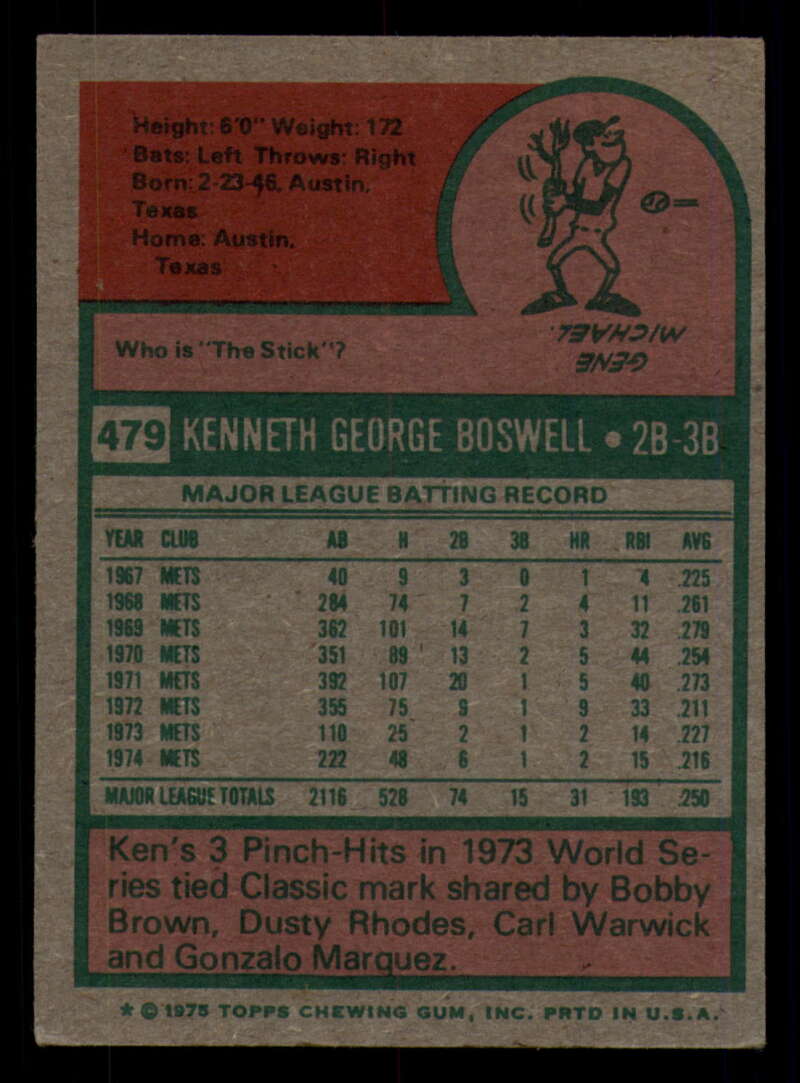 Height: 6'0" Weight: 172
Bats: Left Throws: Right
Born: 2-23-46, Austin,
Texas
Home: Austin,
Texas
Who is "The Stick"?
GENE
MICHAEL.
479 KENNETH GEORGE BOSWELL • 2B-3B
MAJOR LEAGUE BATTING RECORD
YEAR CLUB AB H 2B 3B HR RBI AVG
1967 METS 40 9 3 0 1 4 .225
1968 METS 284 74 7 2 4 11 .261
1969 METS 362 101 14 7 3 32 .279
1970 METS 351 89 13 2 5 44 .254
1971 METS 392 107 20 1 5 40 .273
1972 METS 355 75 9 1 9 33 .211
1973 METS 110 25 2 1 2 14 .227
1974 METS 222 48 6 1 2 15 .216
MAJOR LEAGUE TOTALS 2116 528 74 15 31 193 .250
Ken's 3 Pinch-Hits in 1973 World Se-
ries tied Classic mark shared by Bobby
Brown, Dusty Rhodes, Carl Warwick
and Gonzalo Marquez.
* © 1975 TOPPS CHEWING GUM, INC. PRTD IN U.S.A.